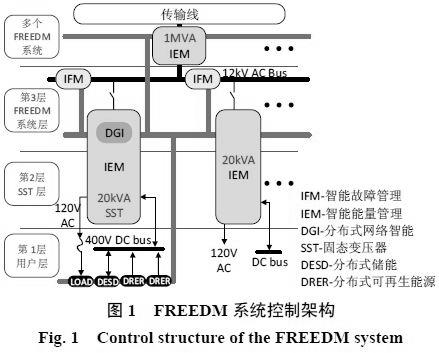 传输线
多个
FREEDM
系统
1MVA
IEM
IFM
IFM
12kV AC Bus
第3层
FREEDM
系统层
DGI
IEM
20kVA
SST
20kVA
IEM
第2层
SST 层
120V
AC
400V DC bus
120V
AC
DC bus
第 1层
用户层
LOAD
DESD
DRER
DRER
IFM-智能故障管理
IEM-智能能量管理
DGI-分布式网络智能
SST-固态变压器
DESD-分布式储能
DRER-分布式可再生能源
图 1 FREEDM 系统控制架构
Fig. 1 Control structure of the FREEDM system